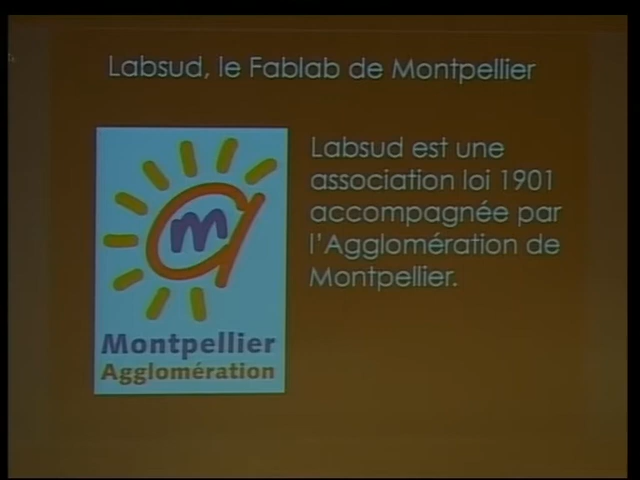 Labsud, le Fablab de Montpellier
Labsud est une
association loi 1901
accompagnée par
l'Agglomération de
Montpellier.
m
Montpellier
Agglomération